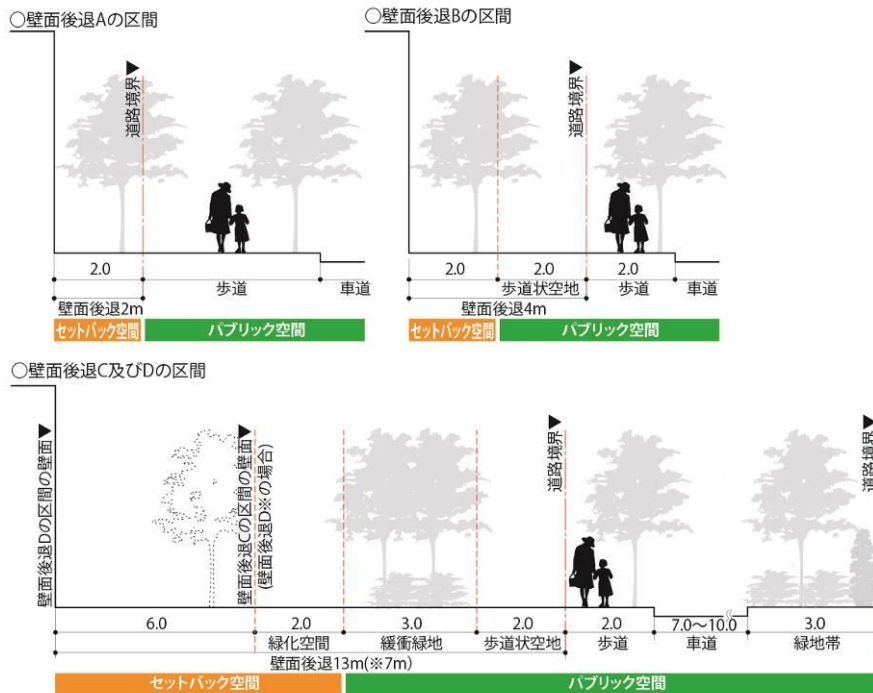 ○壁面後退Aの区間
▼道路境界
2.0
歩道
車道
壁面後退2m
セットバック空間
パブリック空間
○壁面後退Bの区間
▼道路境界
2.0
2.0
2.0
歩道状空地
歩道
車道
壁面後退4m
セットバック空間
パブリック空間
○壁面後退C及びDの区間
▼壁面後退Dの区間の壁面
▼壁面後退Cの区間の壁面
(壁面後退D※の場合)
▼道路境界
▼道路境界
6.0
2.0
3.0
2.0
2.0
7.0～10.0
3.0
緑化空間
緩衝緑地
歩道状空地
歩道
車道
緑地帯
壁面後退13m(※7m)
セットバック空間
パブリック空間